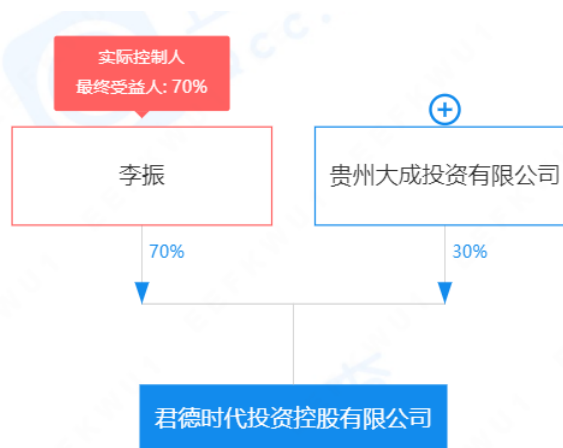 实际控制人
最终受益人: 70%
李振
贵州大成投资有限公司
70%
30%
君德时代投资控股有限公司